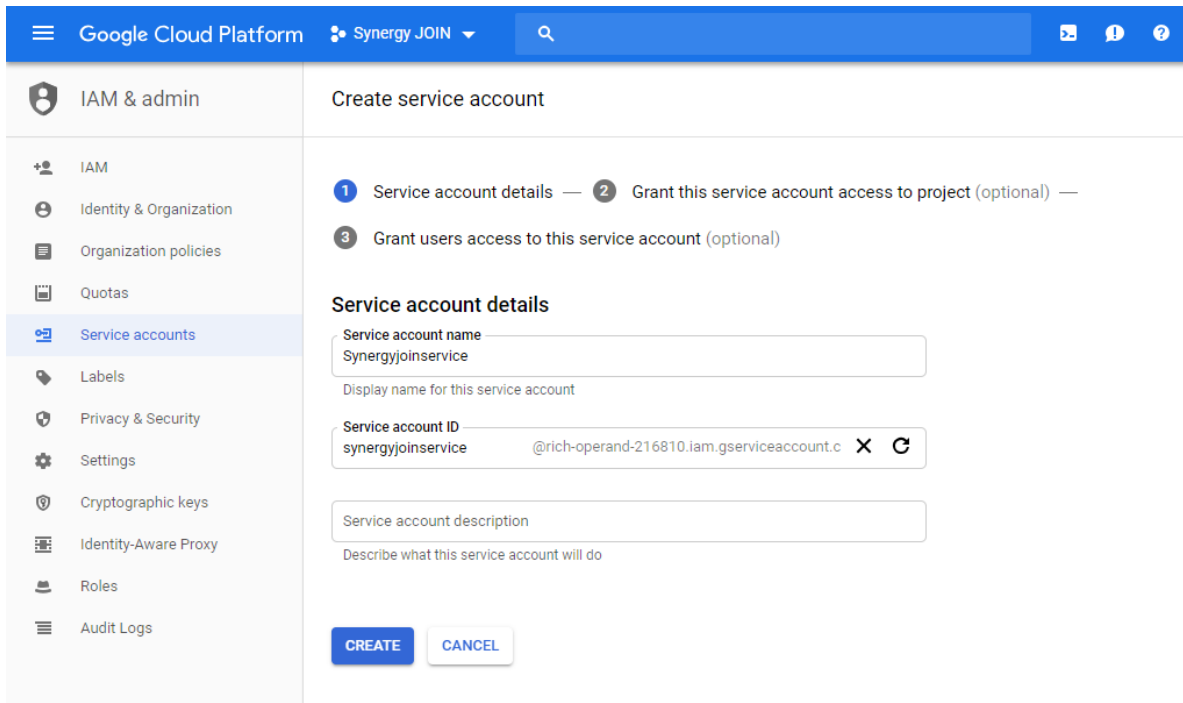 Google Cloud Platform Synergy JOIN
IAM & admin
Create service account
IAM
Identity & Organization
Organization policies
Quotas
Service accounts
Labels
Privacy & Security
Settings
Cryptographic keys
Identity-Aware Proxy
Roles
Audit Logs
1 Service account details — 2 Grant this service account access to project (optional) —
3 Grant users access to this service account (optional)
Service account details
Service account name
Synergyjoinservice
Display name for this service account
Service account ID
synergyjoinservice @rich-operand-216810.iam.gserviceaccount.c
Service account description
Describe what this service account will do
CREATE CANCEL